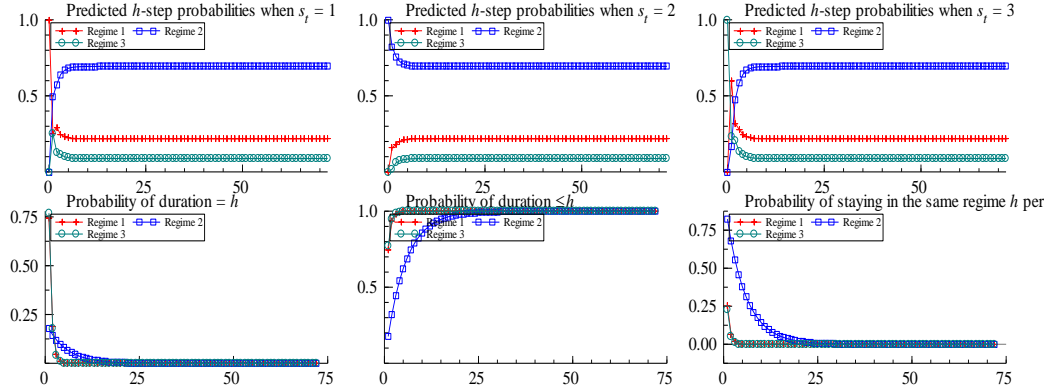 Predicted h-step probabilities when s_t = 1
Regime 1 Regime 2
Regime 3
1.0
0.5
0 25 50
Predicted h-step probabilities when s_t = 2
Regime 1 Regime 2
Regime 3
1.0
0.5
0 25 50
Predicted h-step probabilities when s_t = 3
Regime 1 Regime 2
Regime 3
1.0
0.5
0 25 50
Probability of duration = h
Regime 1 Regime 2
Regime 3
0.75
0.50
0.25
0 25 50 75
Probability of duration ≤h
Regime 1 Regime 2
Regime 3
1.0
0.5
0 25 50 75
Probability of staying in the same regime h per
Regime 1 Regime 2
Regime 3
0.75
0.50
0.25
0.00
0 25 50 75